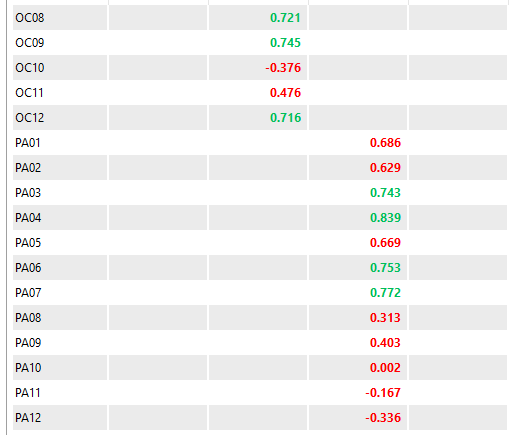 OC08 0.721
OC09 0.745
OC10 -0.376
OC11 0.476
OC12 0.716
PA01 0.686
PA02 0.629
PA03 0.743
PA04 0.839
PA05 0.669
PA06 0.753
PA07 0.772
PA08 0.313
PA09 0.403
PA10 0.002
PA11 -0.167
PA12 -0.336